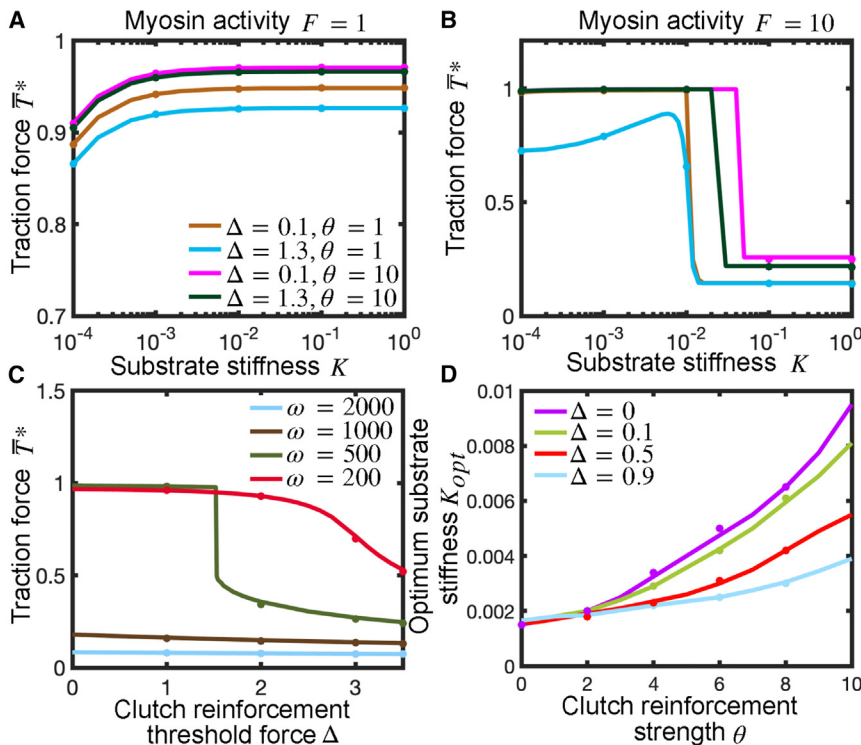 A Myosin activity F = 1
Traction force T̅*
1
0.9
0.8
0.7
Δ = 0.1, θ = 1
Δ = 1.3, θ = 1
Δ = 0.1, θ = 10
Δ = 1.3, θ = 10
10⁻⁴ 10⁻³ 10⁻² 10⁻¹ 10⁰
Substrate stiffness K
B Myosin activity F = 10
Traction force T̅*
1
0.5
0
10⁻⁴ 10⁻³ 10⁻² 10⁻¹ 10⁰
Substrate stiffness K
C
Traction force T̅*
1.5
1
0.5
0
ω = 2000
ω = 1000
ω = 500
ω = 200
0 1 2 3
Clutch reinforcement
threshold force Δ
D
Optimum substrate
stiffness Kopt
0.01
0.008
0.006
0.004
0.002
0
Δ = 0
Δ = 0.1
Δ = 0.5
Δ = 0.9
0 2 4 6 8 10
Clutch reinforcement
strength θ